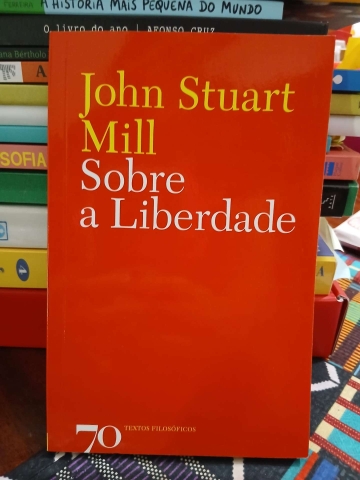 A HISTÓRIA MAIS PEQUENA DO MUNDO
O livro do ano | AFONSO CRUZ
John Stuart
Mill
Sobre
a Liberdade
SOFIA
70
TEXTOS FILOSÓFICOS